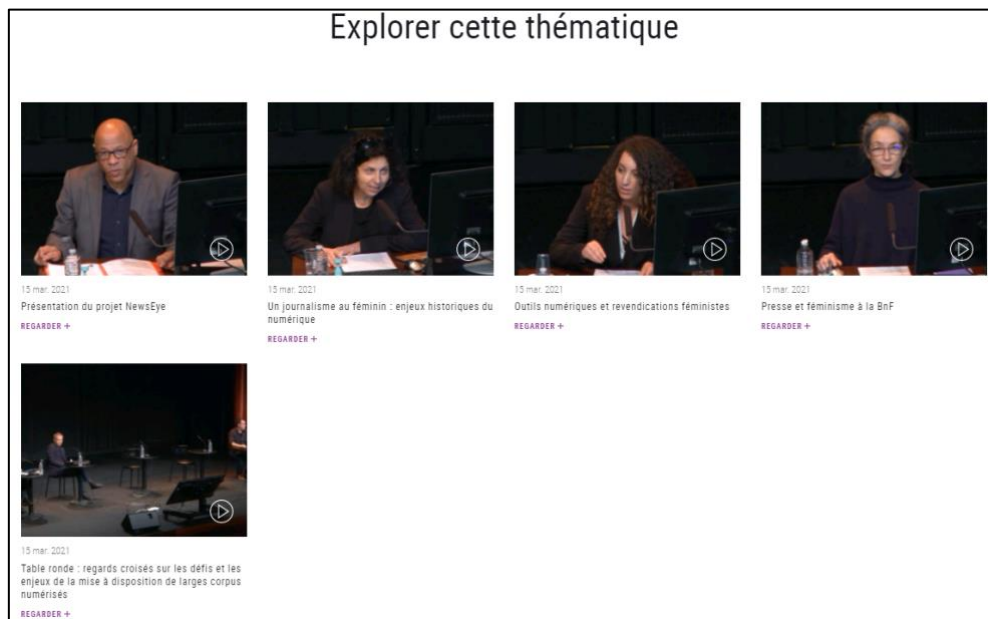 Explorer cette thématique
15 mar. 2021
Présentation du projet NewsEye
REGARDER +
15 mar. 2021
Un journalisme au féminin : enjeux historiques du
numérique
REGARDER +
15 mar. 2021
Outils numériques et revendications féministes
REGARDER +
15 mar. 2021
Presse et féminisme à la BnF
REGARDER +
15 mar. 2021
Table ronde : regards croisés sur les défis et les
enjeux de la mise à disposition de larges corpus
numérisés
REGARDER +